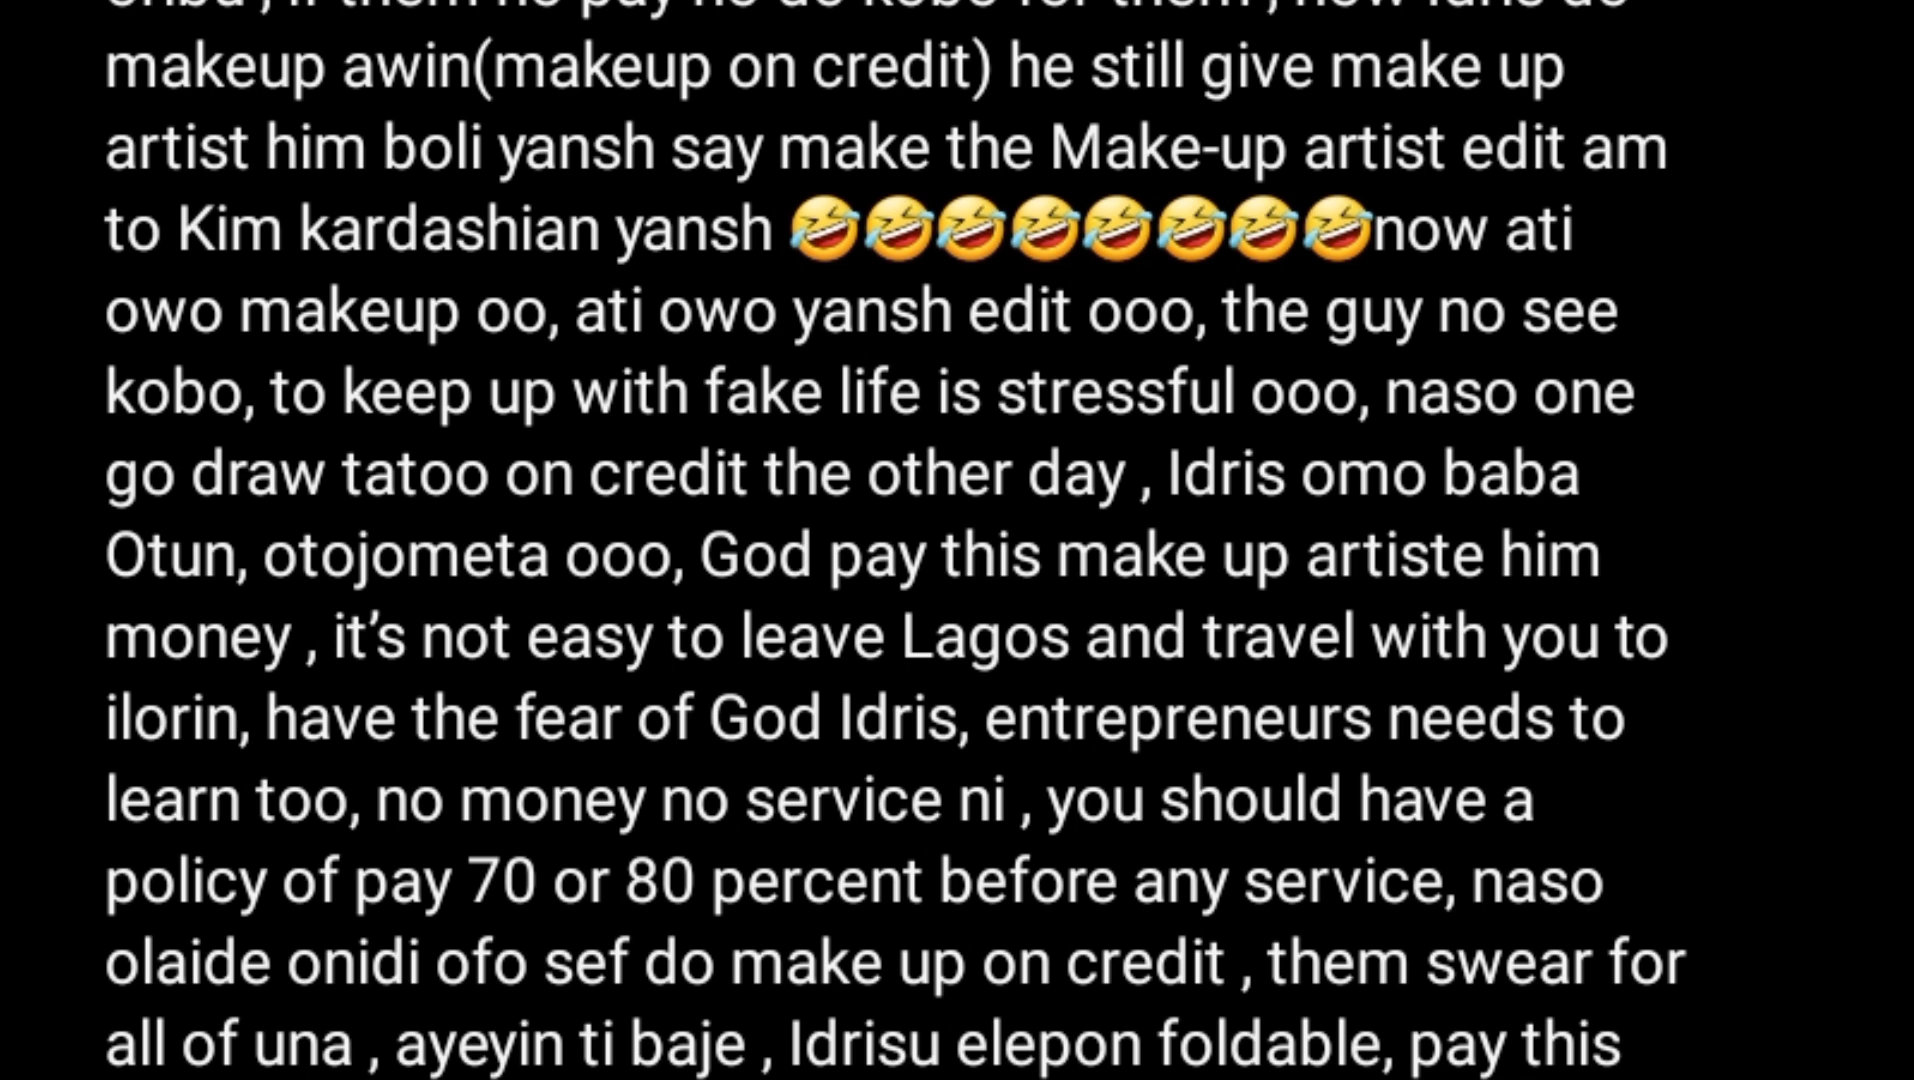 makeup awin(makeup on credit) he still give make up
artist him boli yansh say make the Make-up artist edit am
to Kim kardashian yansh 🤣🤣🤣🤣🤣🤣🤣🤣now ati
owo makeup oo, ati owo yansh edit ooo, the guy no see
kobo, to keep up with fake life is stressful ooo, naso one
go draw tatoo on credit the other day , Idris omo baba
Otun, otojometa ooo, God pay this make up artiste him
money , it’s not easy to leave Lagos and travel with you to
ilorin, have the fear of God Idris, entrepreneurs needs to
learn too, no money no service ni , you should have a
policy of pay 70 or 80 percent before any service, naso
olaide onidi ofo sef do make up on credit , them swear for
all of una , ayeyin ti baje , Idrisu elepon foldable, pay this